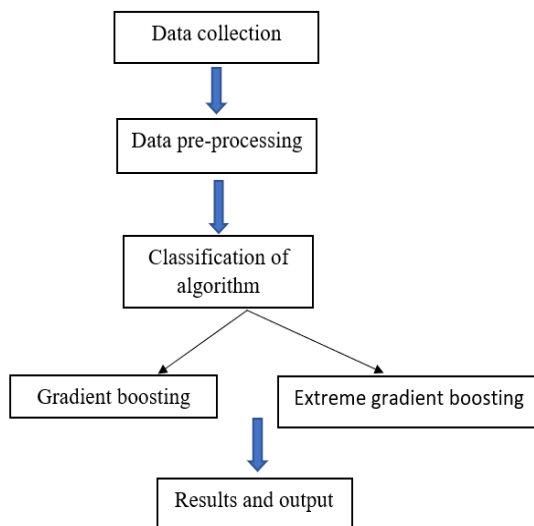 Data collection
Data pre-processing
Classification of
algorithm
Gradient boosting
Extreme gradient boosting
Results and output